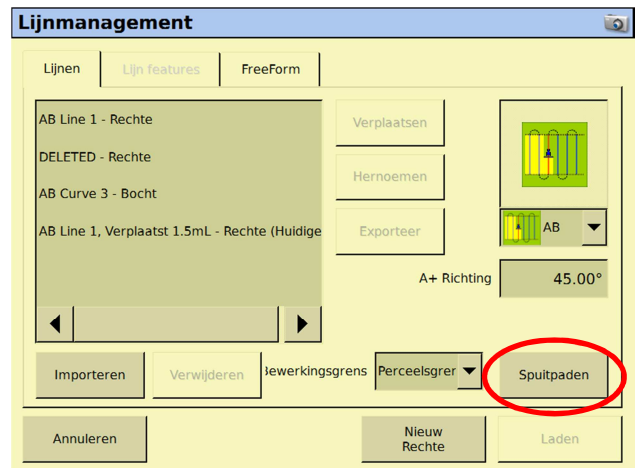 Lijnmanagement
Lijnen
Lijn features
FreeForm
AB Line 1 - Rechte
DELETED - Rechte
AB Curve 3 - Bocht
AB Line 1, Verplaatst 1.5mL - Rechte (Huidige
Verplaatsen
Hernoemen
Exporteer
AB
A+ Richting
45.00°
Importeren
Verwijderen
Bewerkingsgrens
Perceelsgrer
Spuitpaden
Annuleren
Nieuw
Rechte
Laden